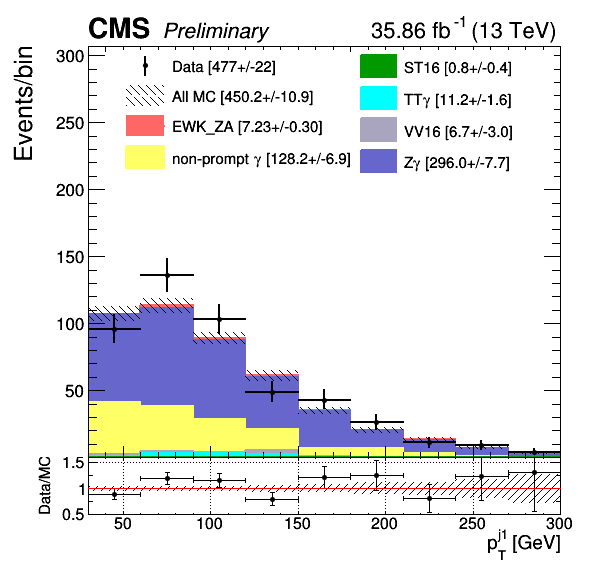 CMS Preliminary 35.86 fb⁻¹ (13 TeV)
Events/bin
300
250
200
150
100
50
Data [477+/-22]
All MC [450.2+/-10.9]
EWK_ZA [7.23+/-0.30]
non-prompt γ [128.2+/-6.9]
ST16 [0.8+/-0.4]
TTγ [11.2+/-1.6]
VV16 [6.7+/-3.0]
Zγ [296.0+/-7.7]
Data/MC
1.5
1
0.5
50 100 150 200 250 300
p_T^j1 [GeV]